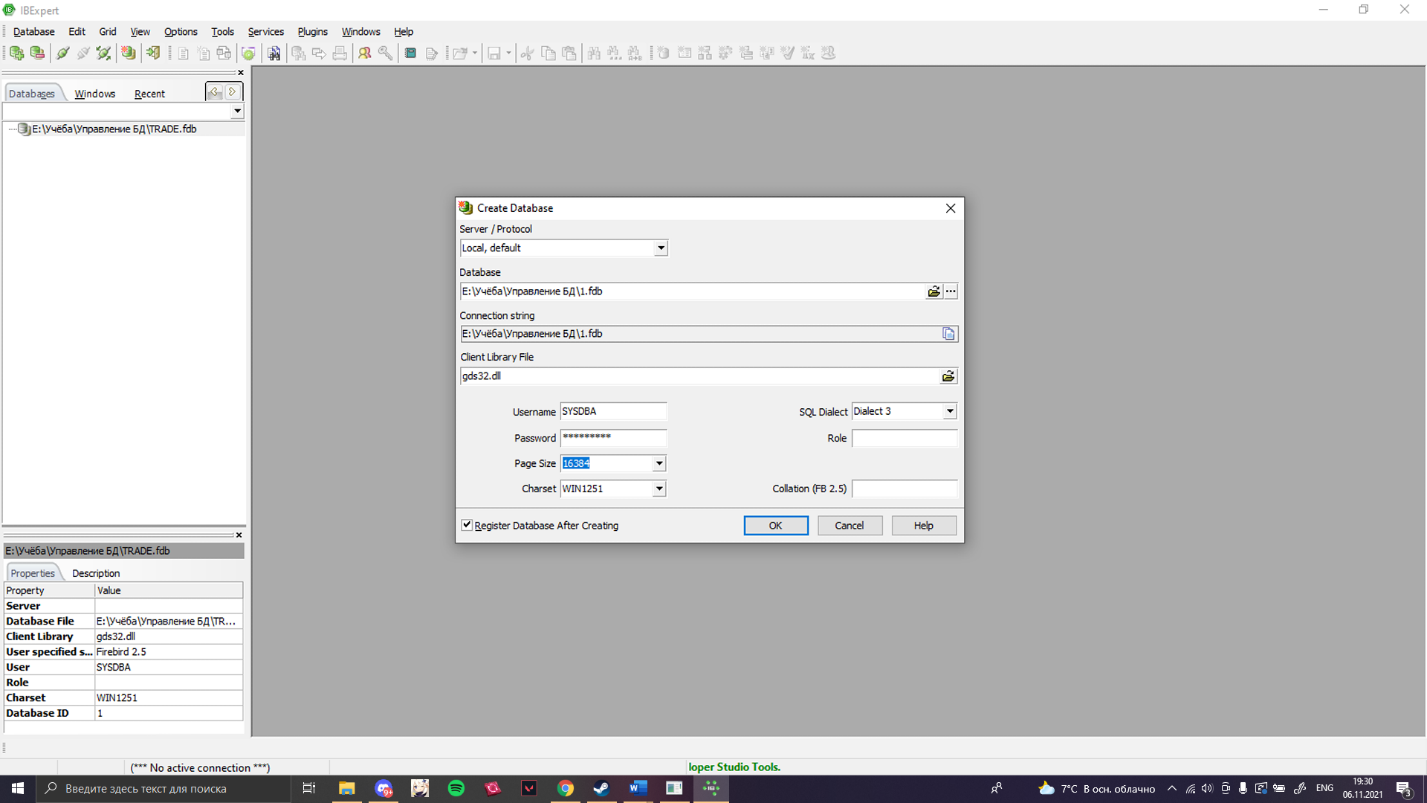 IBExpert
Database Edit Grid View Options Tools Services Plugins Windows Help
Databases Windows Recent
E:\Учёба\Управление БД\TRADE.fdb
Create Database
Server / Protocol
Local, default
Database
E:\Учёба\Управление БД\1.fdb
Connection string
E:\Учёба\Управление БД\1.fdb
Client Library File
gds32.dll
Username SYSDBA SQL Dialect Dialect 3
Password ********* Role
Page Size 16384
Charset WIN1251 Collation (FB 2.5)
Register Database After Creating OK Cancel Help
E:\Учёба\Управление БД\TRADE.fdb
Properties Description
Property Value
Server
Database File E:\Учёба\Управление БД\TR...
Client Library gds32.dll
User specified s... Firebird 2.5
User SYSDBA
Role
Charset WIN1251
Database ID 1
(*** No active connection ***) loper Studio Tools.
Введите здесь текст для поиска
7°C В осн. облачно
ENG
19:30
06.11.2021
3